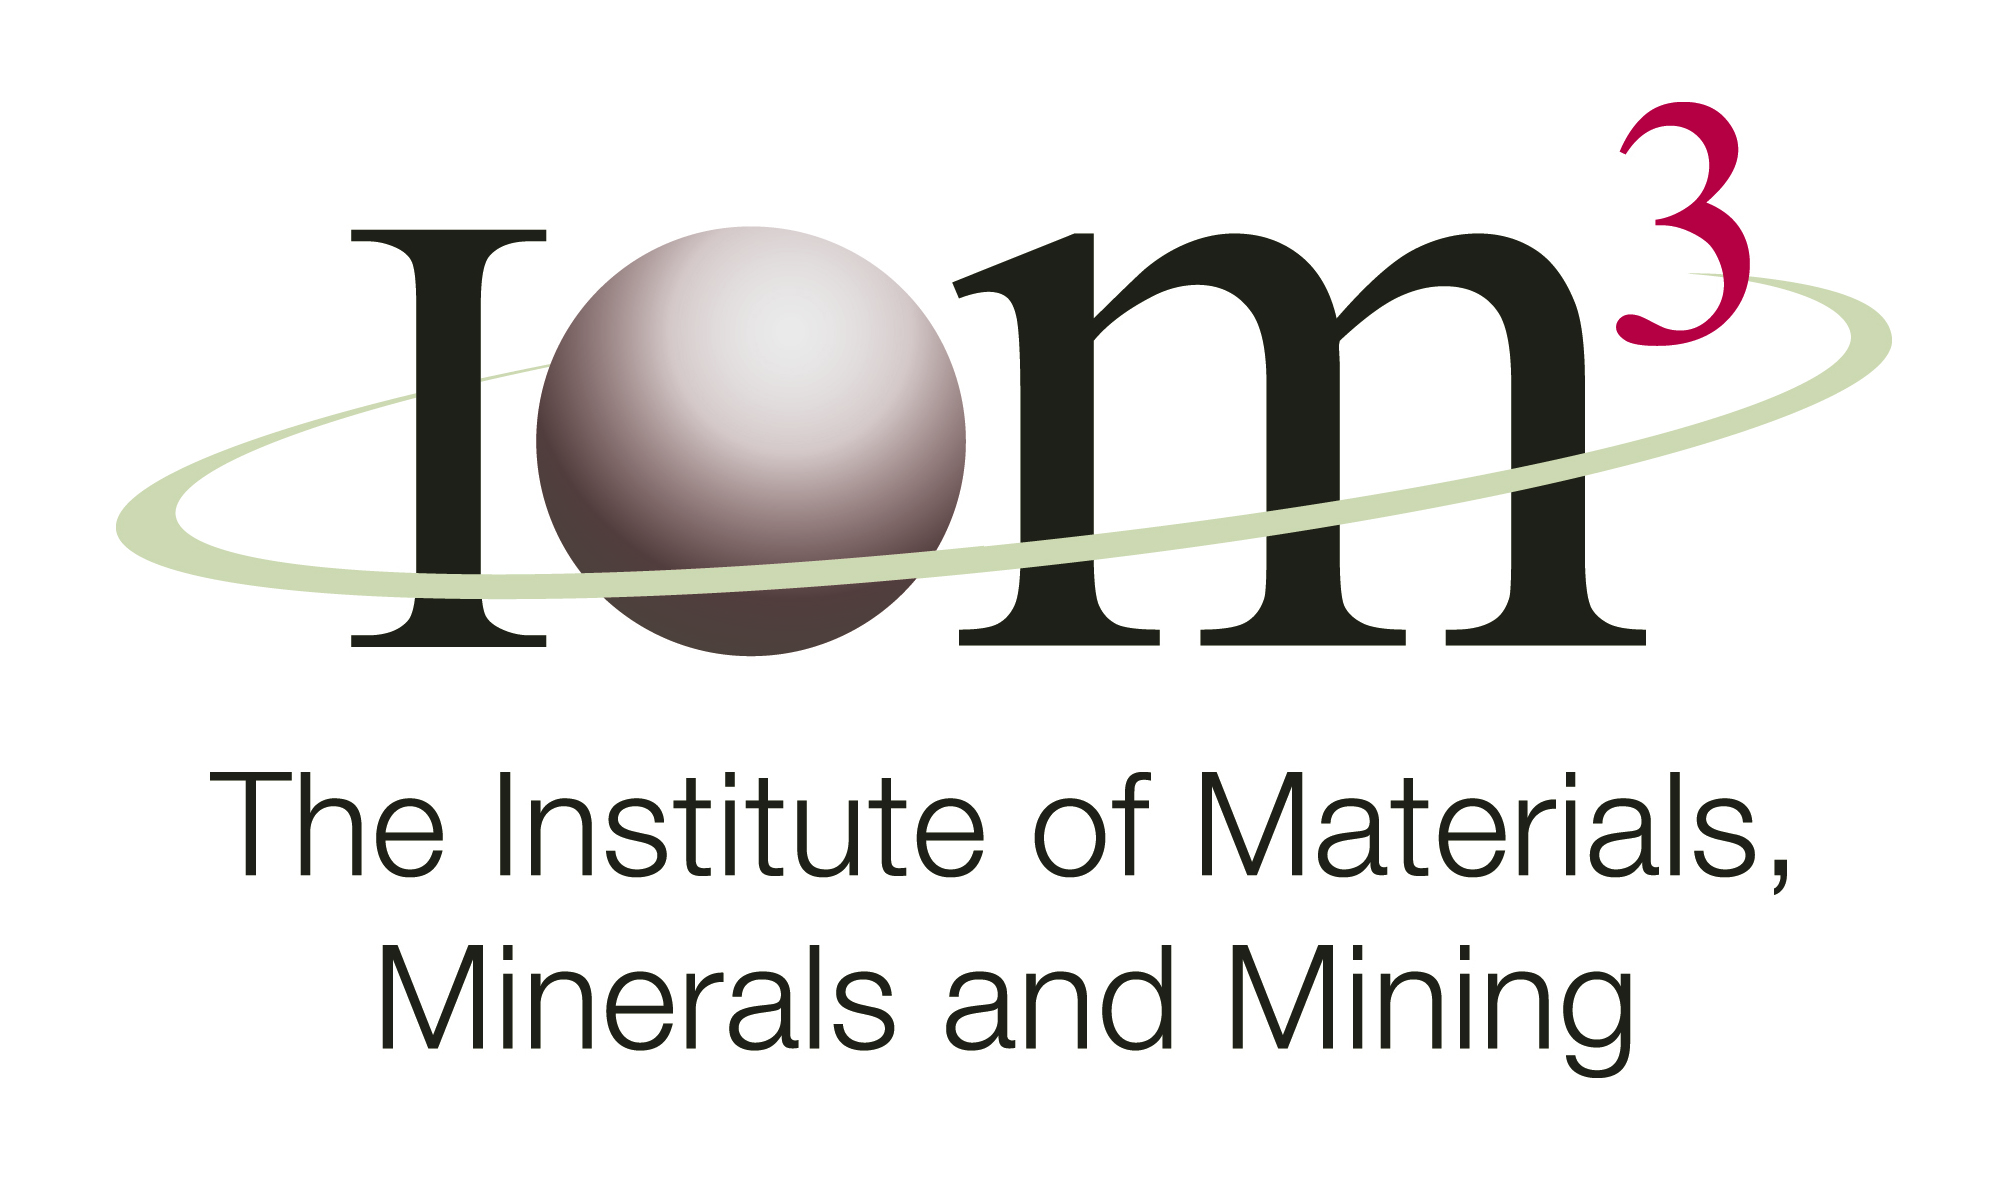 Iom³
The Institute of Materials,
Minerals and Mining